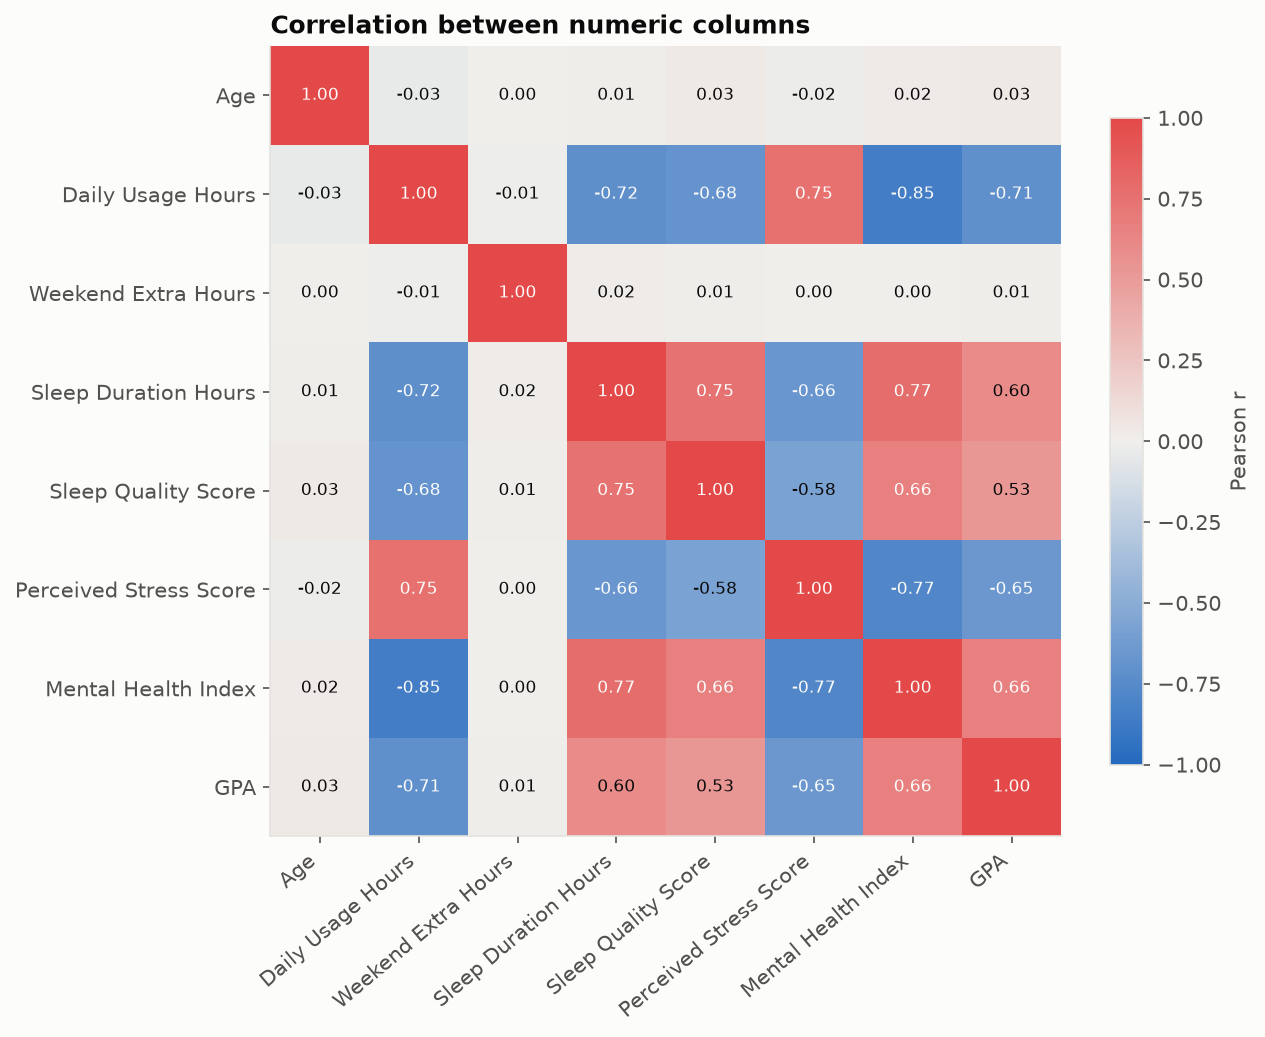 Correlation between numeric columns
Age 1.00 -0.03 0.00 0.01 0.03 -0.02 0.02 0.03
Daily Usage Hours -0.03 1.00 -0.01 -0.72 -0.68 0.75 -0.85 -0.71
Weekend Extra Hours 0.00 -0.01 1.00 0.02 0.01 0.00 0.00 0.01
Sleep Duration Hours 0.01 -0.72 0.02 1.00 0.75 -0.66 0.77 0.60
Sleep Quality Score 0.03 -0.68 0.01 0.75 1.00 -0.58 0.66 0.53
Perceived Stress Score -0.02 0.75 0.00 -0.66 -0.58 1.00 -0.77 -0.65
Mental Health Index 0.02 -0.85 0.00 0.77 0.66 -0.77 1.00 0.66
GPA 0.03 -0.71 0.01 0.60 0.53 -0.65 0.66 1.00
Age
Daily Usage Hours
Weekend Extra Hours
Sleep Duration Hours
Sleep Quality Score
Perceived Stress Score
Mental Health Index
GPA
1.00
0.75
0.50
0.25
0.00
−0.25
−0.50
−0.75
−1.00
Pearson r